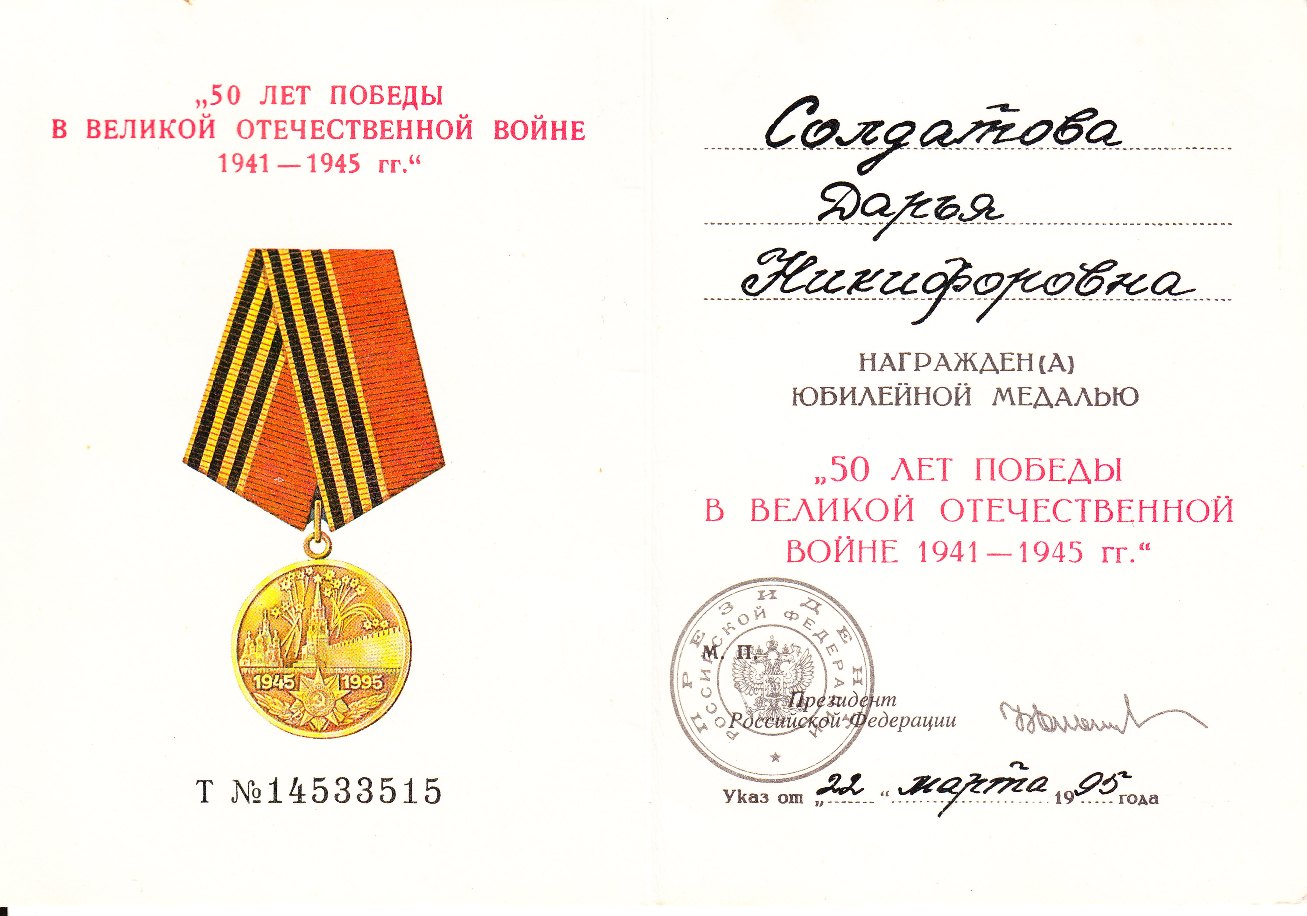 „50 ЛЕТ ПОБЕДЫ
В ВЕЛИКОЙ ОТЕЧЕСТВЕННОЙ ВОЙНЕ
1941 — 1945 гг.“
1945 1995
Т №14533515
Солдатова
Дарья
Никифоровна
НАГРАЖДЕН(А)
ЮБИЛЕЙНОЙ МЕДАЛЬЮ
„50 ЛЕТ ПОБЕДЫ
В ВЕЛИКОЙ ОТЕЧЕСТВЕННОЙ
ВОЙНЕ 1941 — 1945 гг.“
ПРЕЗИДЕНТ
РОССИЙСКОЙ ФЕДЕРАЦИИ
М. П.
Президент
Российской Федерации
Указ от „22“ марта 1995 года